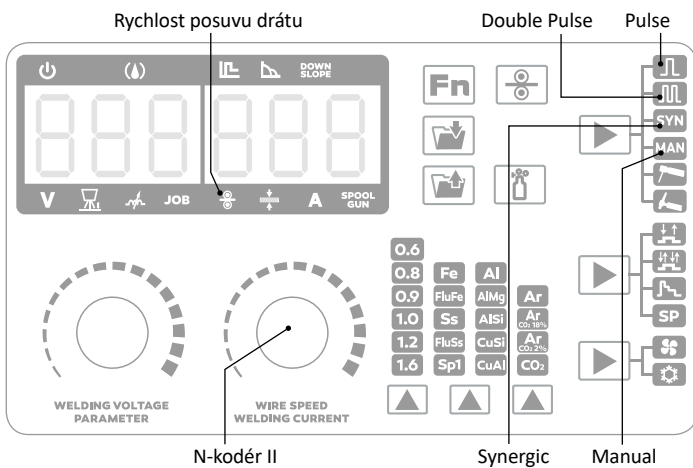 Rychlost posuvu drátu
Double Pulse
Pulse
DOWN
SLOPE
Fn
SYN
MAN
V
JOB
A
SPOOL
GUN
0.6
0.8 Fe Al
0.9 FluFe AlMg Ar
1.0 Ss AlSi Ar CO₂ 18%
1.2 FluSs CuSi Ar CO₂ 2%
1.6 Sp1 CuAl CO₂
SP
WELDING VOLTAGE
PARAMETER
WIRE SPEED
WELDING CURRENT
N-kodér II
Synergic
Manual